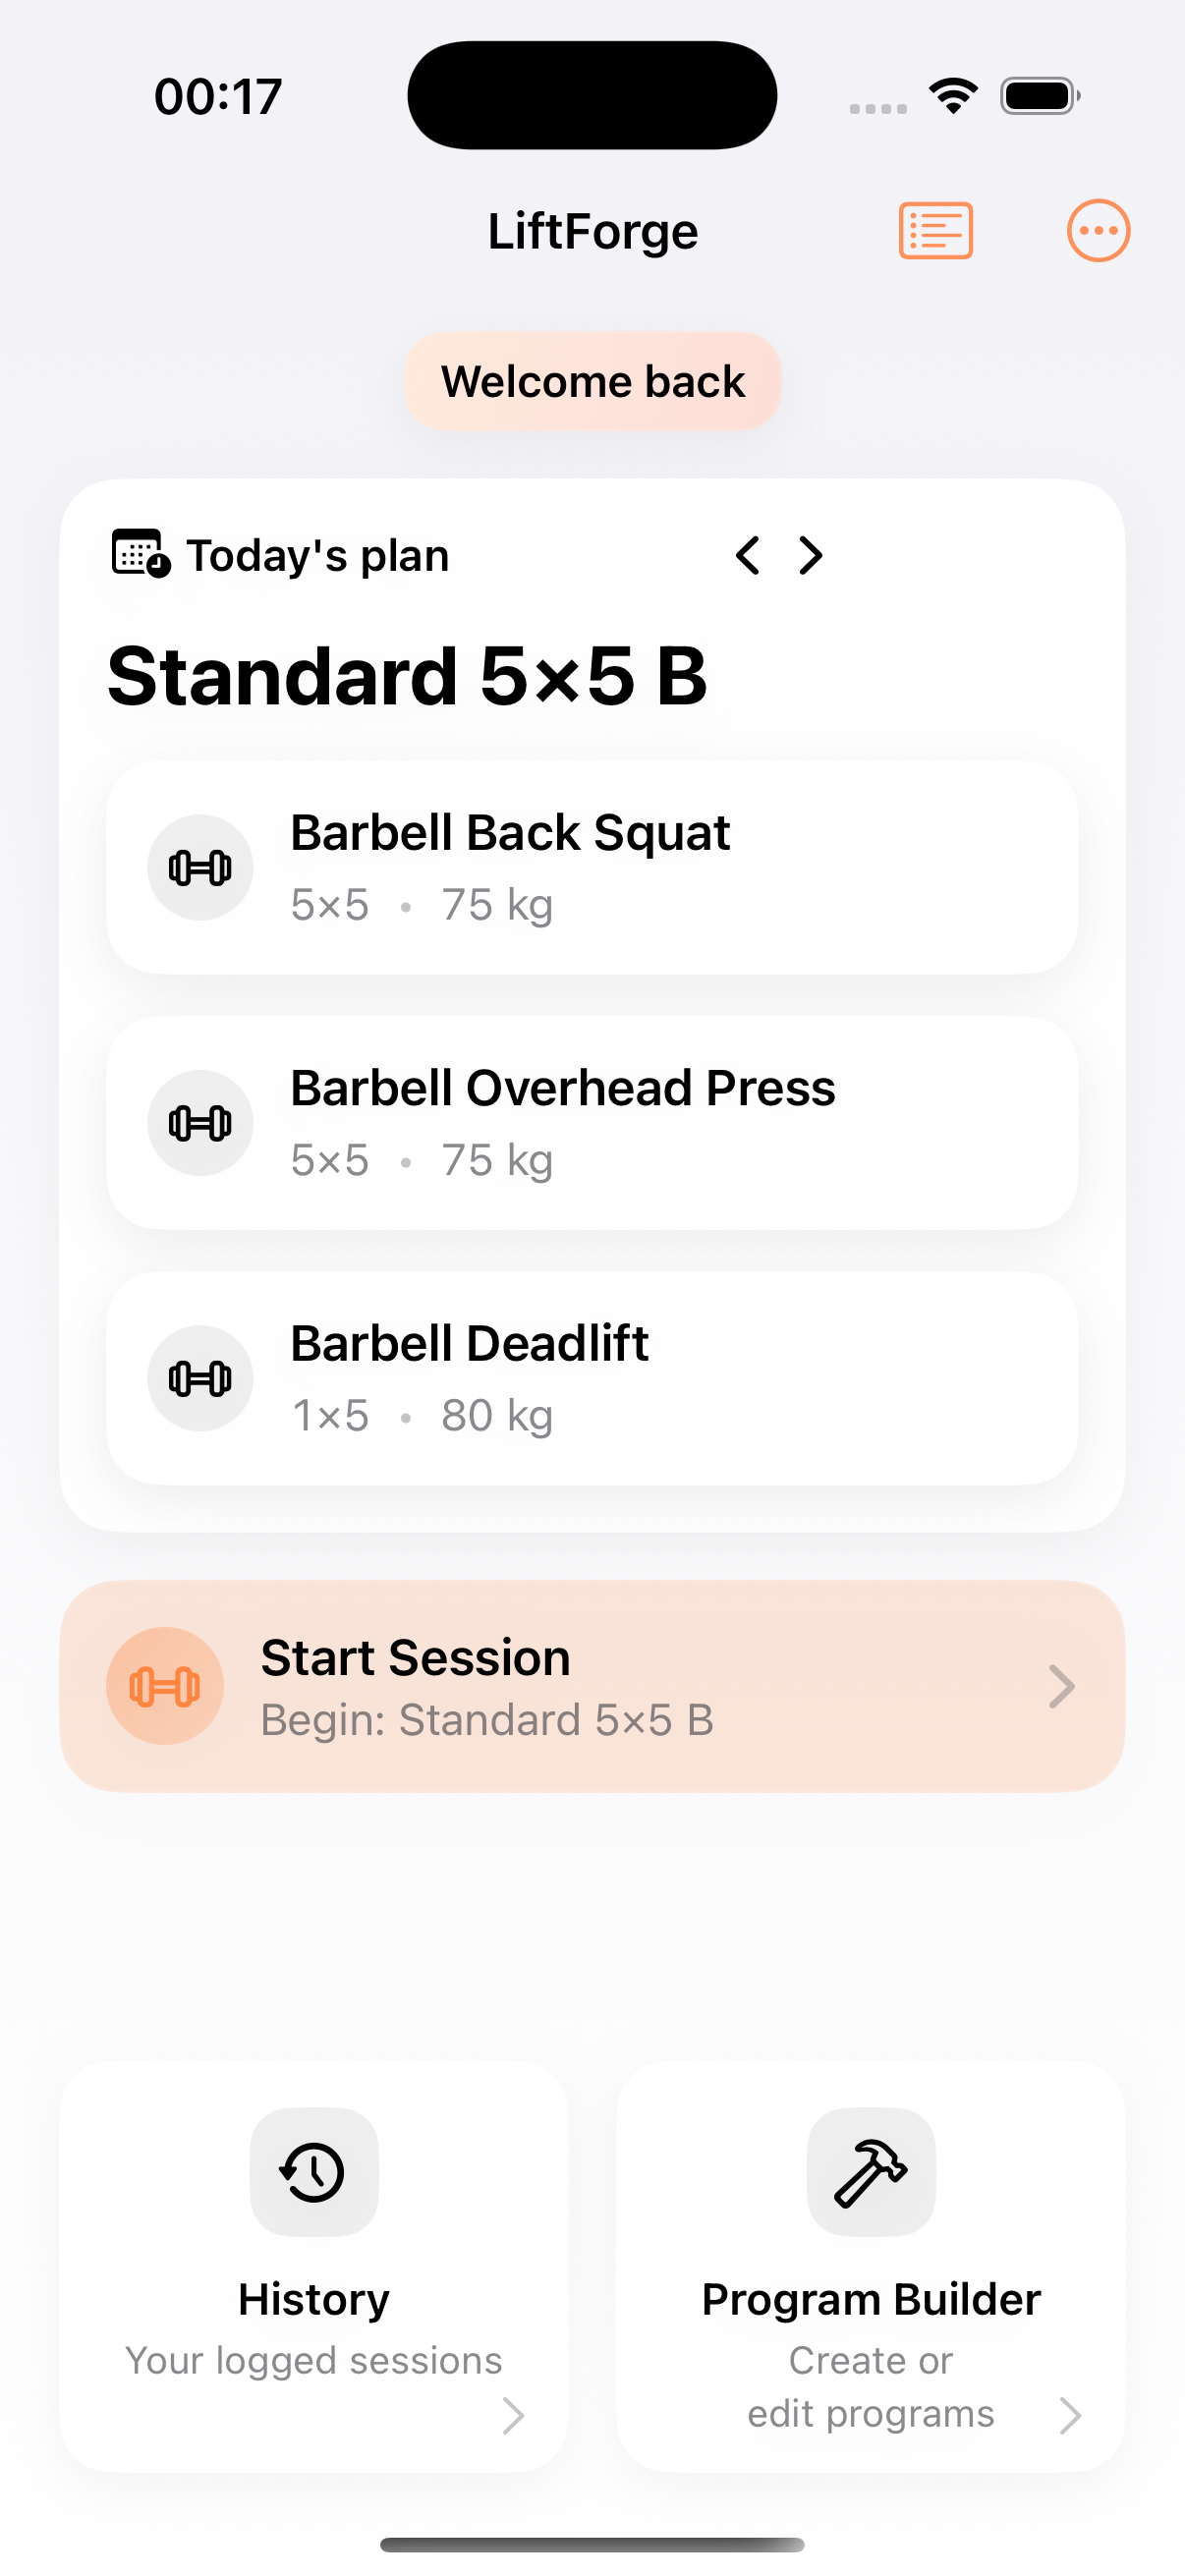 00:17
LiftForge
Welcome back
Today's plan
Standard 5×5 B
Barbell Back Squat
5×5 • 75 kg
Barbell Overhead Press
5×5 • 75 kg
Barbell Deadlift
1×5 • 80 kg
Start Session
Begin: Standard 5×5 B
History
Your logged sessions
Program Builder
Create or
edit programs